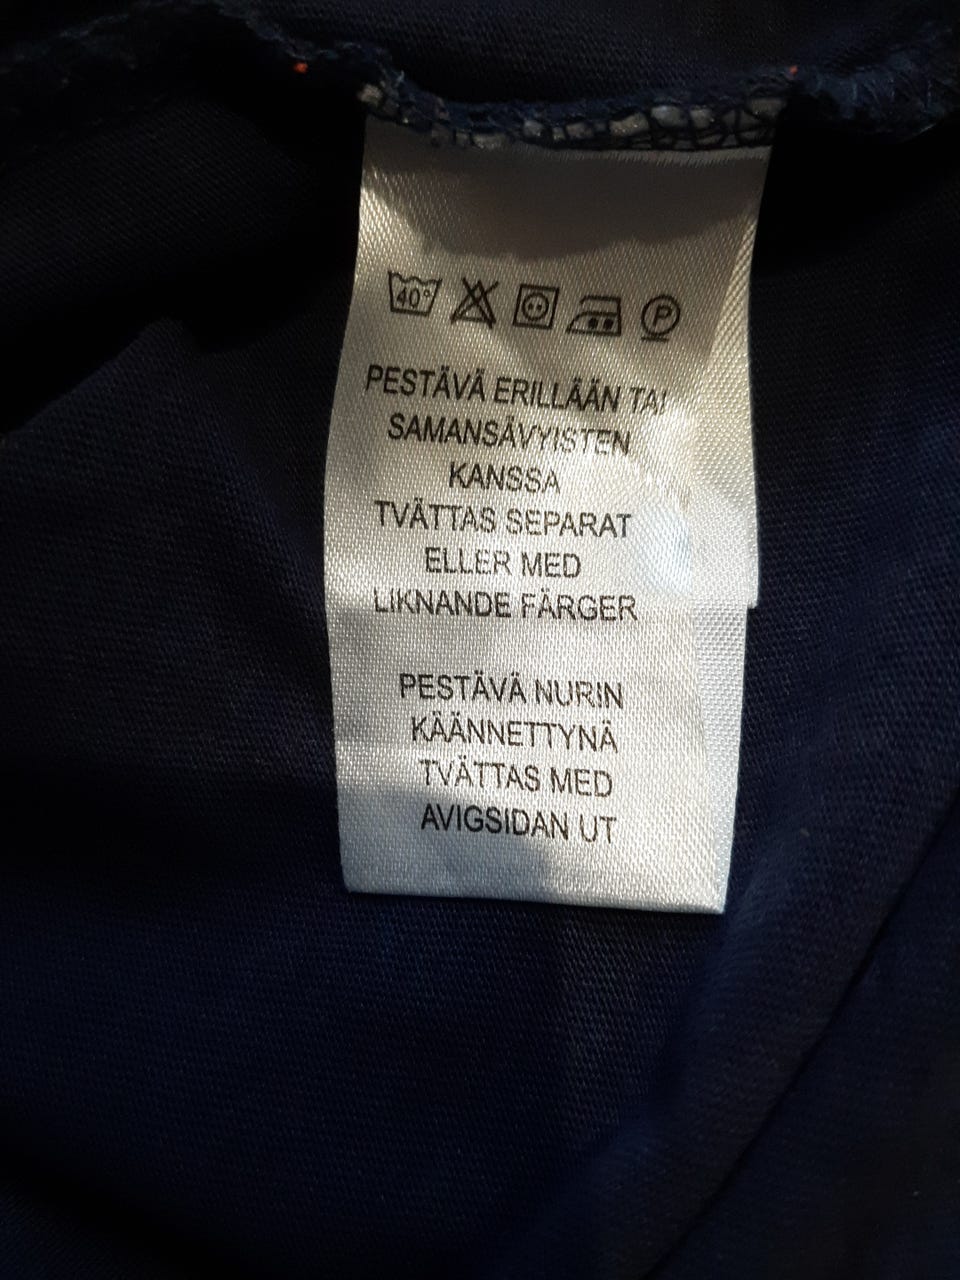 40°
P
PESTÄVÄ ERILLÄÄN TAI
SAMANSÄVYISTEN
KANSSA
TVÄTTAS SEPARAT
ELLER MED
LIKNANDE FÄRGER
PESTÄVÄ NURIN
KÄÄNNETTYNÄ
TVÄTTAS MED
AVIGSIDAN UT